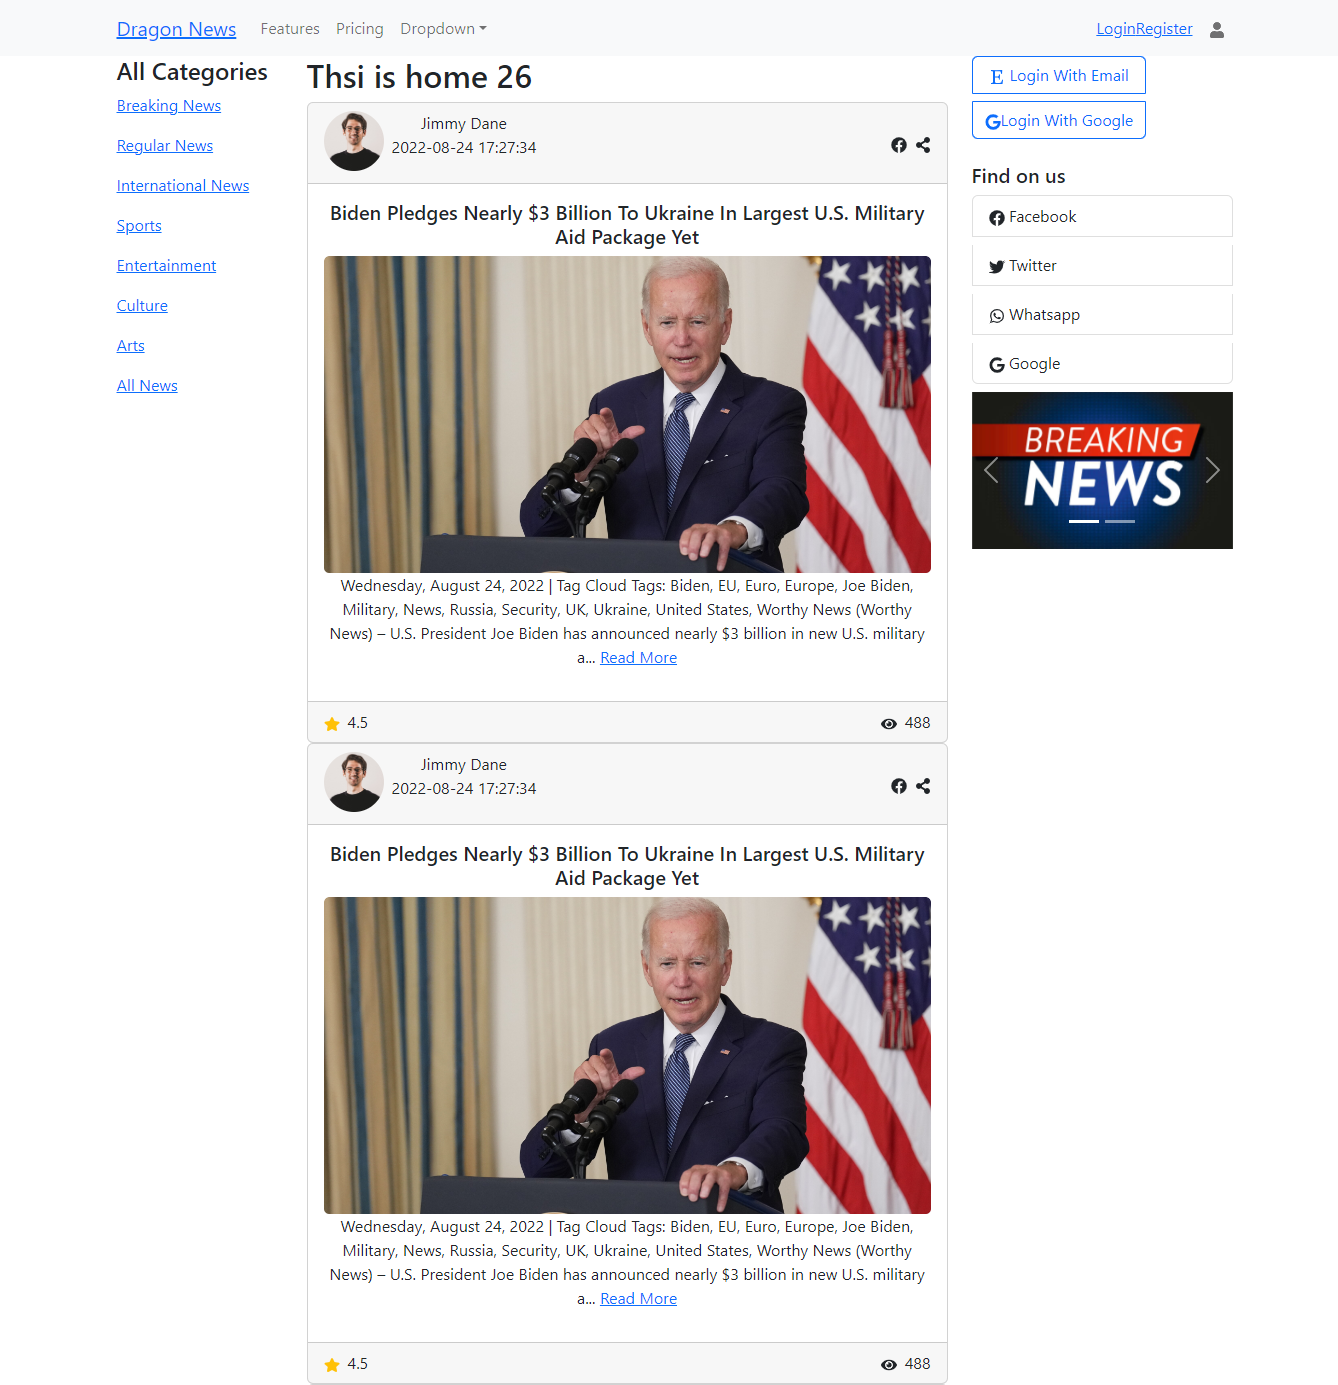 Dragon News Features Pricing Dropdown LoginRegister
All Categories
Breaking News
Regular News
International News
Sports
Entertainment
Culture
Arts
All News
Thsi is home 26
Jimmy Dane
2022-08-24 17:27:34
Biden Pledges Nearly $3 Billion To Ukraine In Largest U.S. Military
Aid Package Yet
Wednesday, August 24, 2022 | Tag Cloud Tags: Biden, EU, Euro, Europe, Joe Biden,
Military, News, Russia, Security, UK, Ukraine, United States, Worthy News (Worthy
News) – U.S. President Joe Biden has announced nearly $3 billion in new U.S. military
a... Read More
4.5 488
Jimmy Dane
2022-08-24 17:27:34
Biden Pledges Nearly $3 Billion To Ukraine In Largest U.S. Military
Aid Package Yet
Wednesday, August 24, 2022 | Tag Cloud Tags: Biden, EU, Euro, Europe, Joe Biden,
Military, News, Russia, Security, UK, Ukraine, United States, Worthy News (Worthy
News) – U.S. President Joe Biden has announced nearly $3 billion in new U.S. military
a... Read More
4.5 488
Login With Email
Login With Google
Find on us
Facebook
Twitter
Whatsapp
Google
BREAKING
NEWS